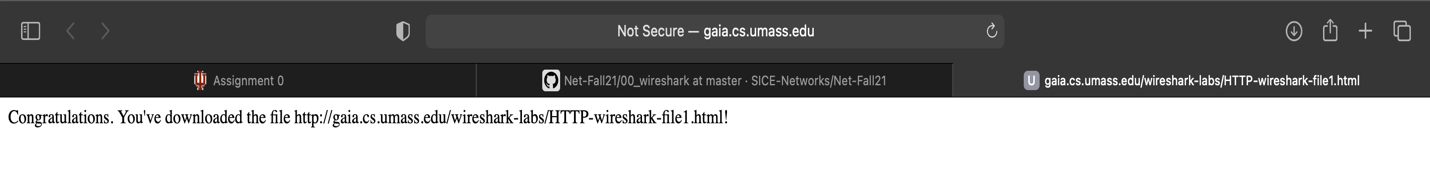 Not Secure — gaia.cs.umass.edu
Assignment 0
Net-Fall21/00_wireshark at master · SICE-Networks/Net-Fall21
U gaia.cs.umass.edu/wireshark-labs/HTTP-wireshark-file1.html
Congratulations. You've downloaded the file http://gaia.cs.umass.edu/wireshark-labs/HTTP-wireshark-file1.html!